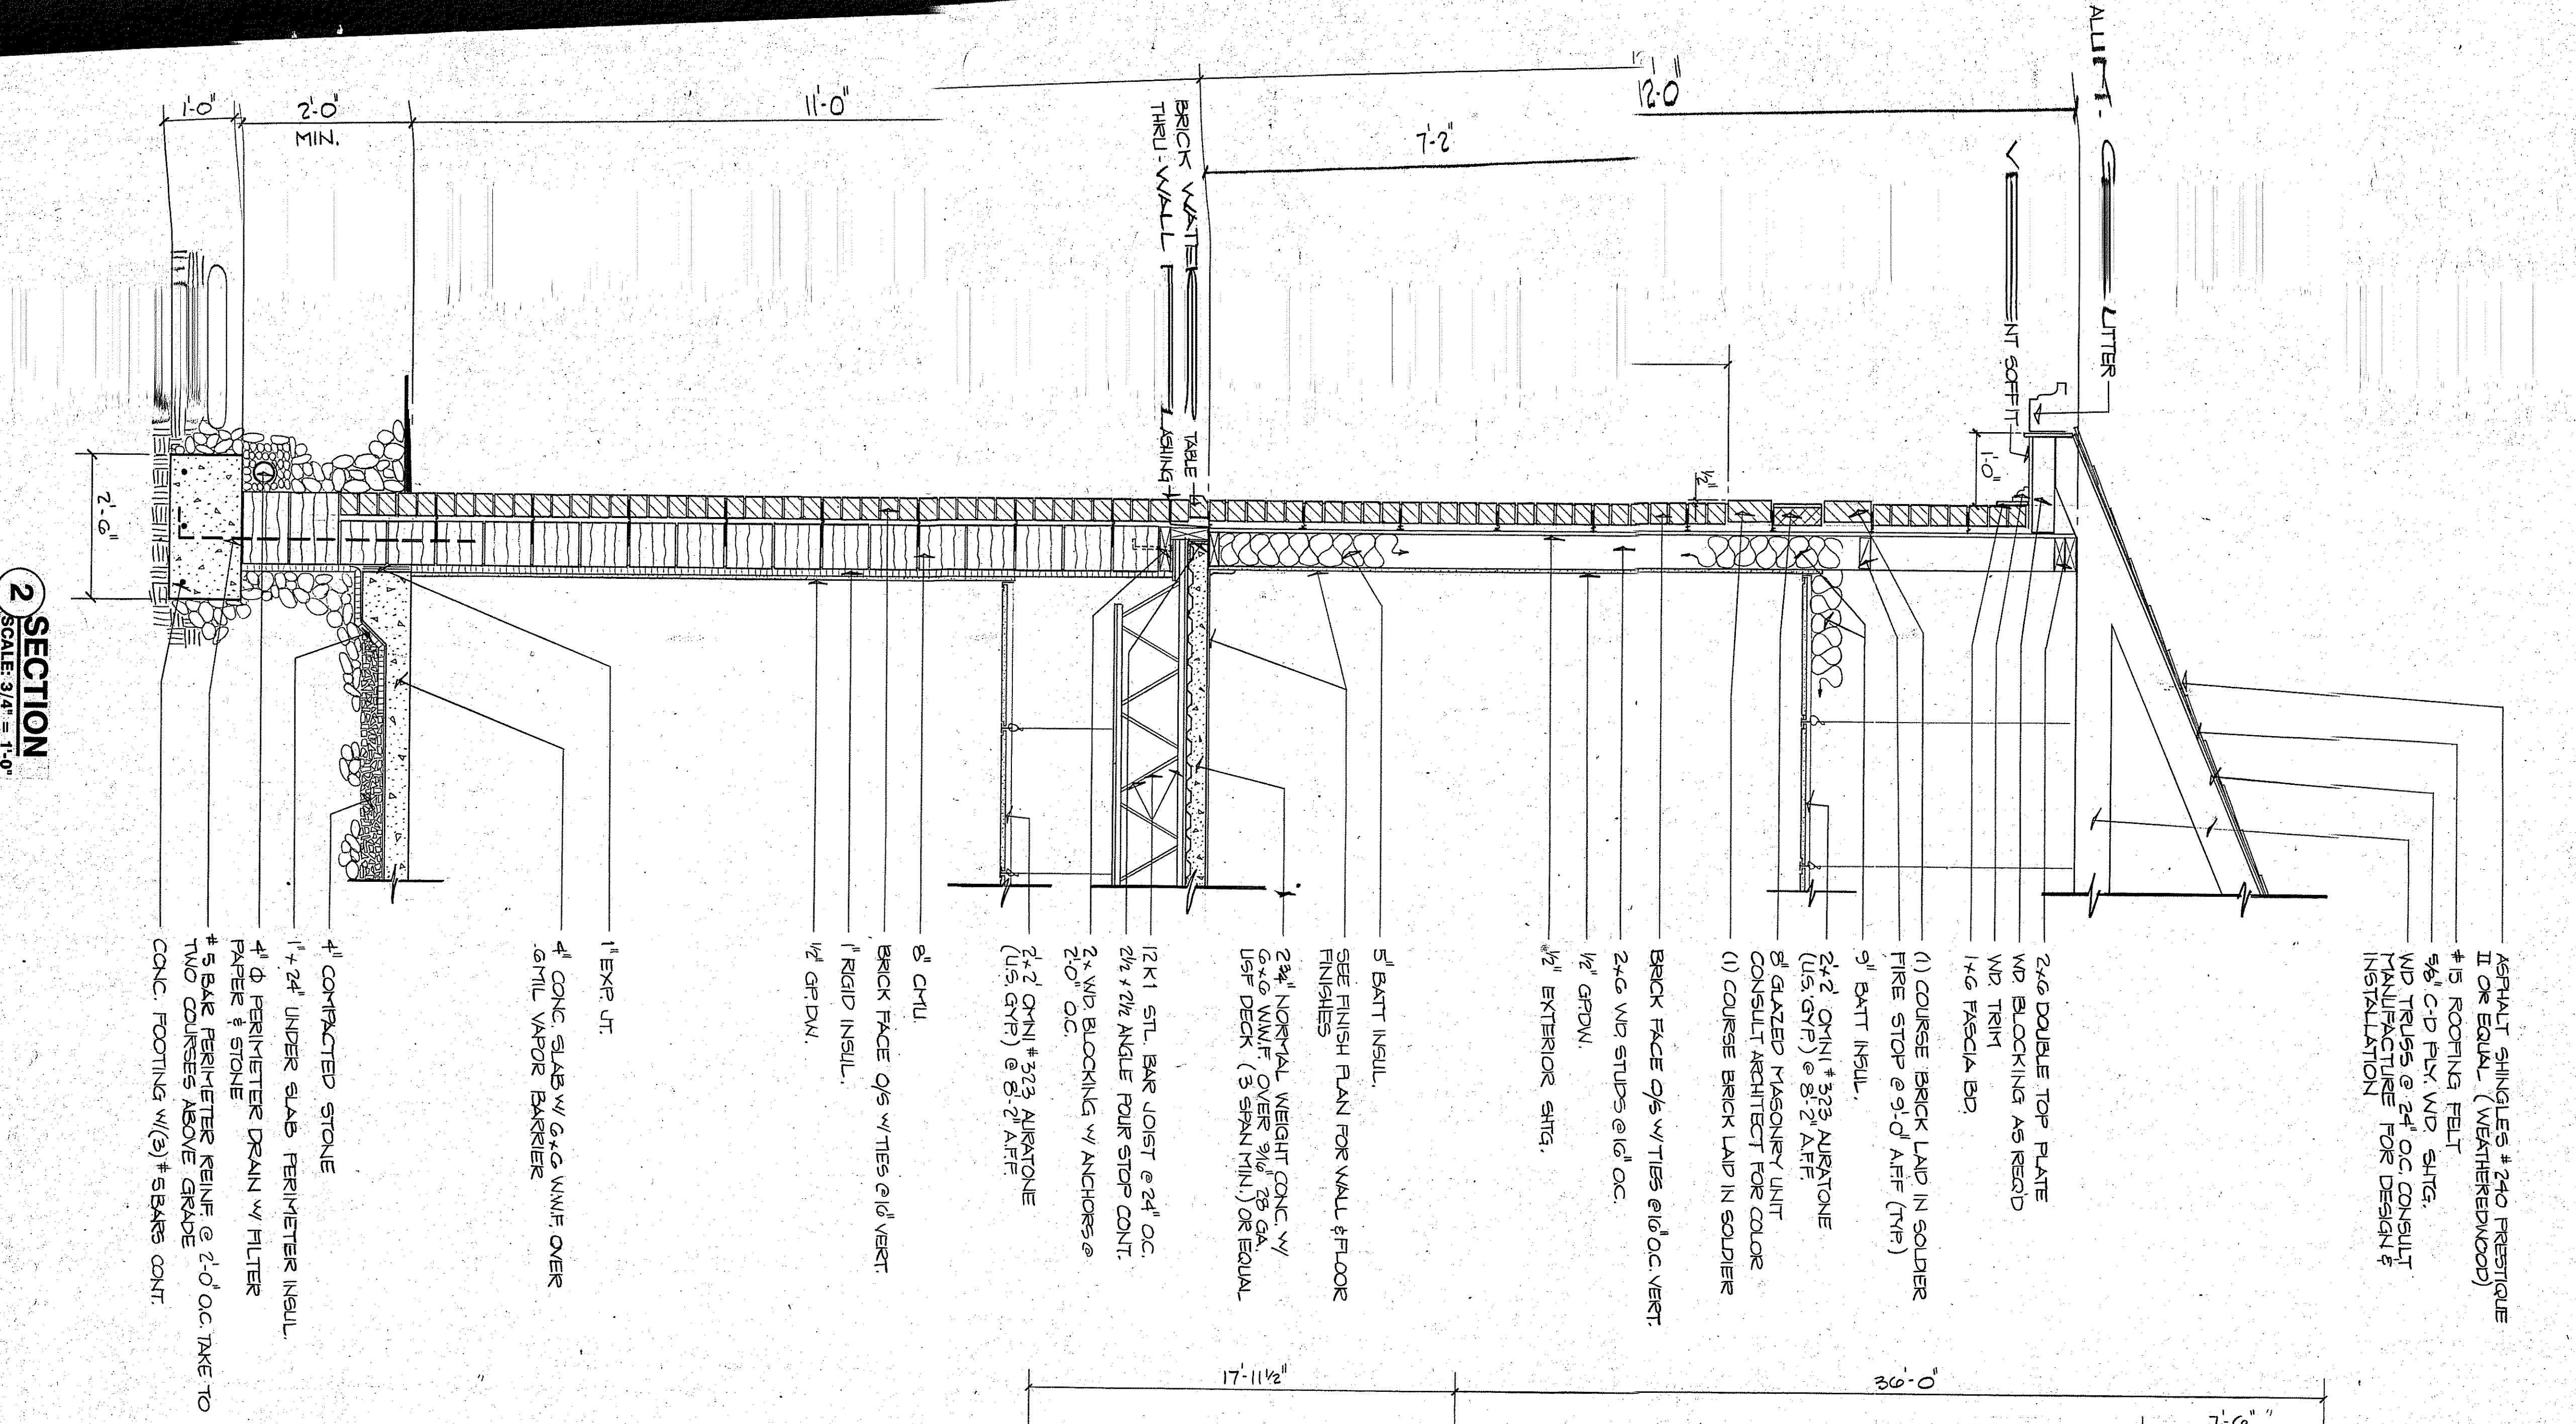 ASPHALT SHINGLES #240 PRESTIQUE
II OR EQUAL (WEATHEREDWOOD)
#15 ROOFING FELT
5/8" C-D PLY. WD. SHTG.
WD TRUSS @ 24" O.C. CONSULT
MANUFACTURE FOR DESIGN &
INSTALLATION
2x6 DOUBLE TOP PLATE
WD. BLOCKING AS REQ'D
WD. TRIM
1x6 FASCIA BD.
(1) COURSE BRICK LAID IN SOLDIER
FIRE STOP @ 9'-0" A.F.F. (TYP.)
9" BATT INSUL.
2'x2' OMNI #323 AURATONE
(U.S. GYP.) @ 8'-2" A.F.F.
8" GLAZED MASONRY UNIT
CONSULT ARCHITECT FOR COLOR
(1) COURSE BRICK LAID IN SOLDIER
BRICK FACE O/S W/TIES @ 16" O.C. VERT.
2x6 WD. STUDS @ 16" O.C.
1/2" GP.DW.
1/2" EXTERIOR SHTG.
5" BATT INSUL.
SEE FINISH PLAN FOR WALL & FLOOR
FINISHES
2 3/4" NORMAL WEIGHT CONC. W/
6x6 W.W.F. OVER 9/16" 28 GA.
USF DECK (3 SPAN MIN.) OR EQUAL
12 K1 STL. BAR JOIST @ 24" O.C.
2 1/2 x 2 1/2 ANGLE POUR STOP CONT.
2x WD. BLOCKING W/ ANCHORS @
2'-0" O.C.
2'x2' OMNI #323 AURATONE
(U.S. GYP.) @ 8'-2" A.F.F.
8" CMU.
BRICK FACE O/S W/TIES @ 16" VERT.
1" RIGID INSUL.
1/2" GP.DW.
1" EXP. JT.
4" CONC. SLAB W/ 6x6 W.W.F. OVER
.6 MIL VAPOR BARRIER
4" COMPACTED STONE
1" x 24" UNDER SLAB PERIMETER INSUL.
4" Φ PERIMETER DRAIN W/ FILTER
PAPER & STONE
#5 BAR PERIMETER REINF. @ 2'-0" O.C. TAKE TO
TWO COURSES ABOVE GRADE
CONC. FOOTING W/(3) #5 BARS CONT.
ALUM. GUTTER
VENT SOFFIT
BRICK WATER TABLE
THRU-WALL FLASHING
12'-0"
7'-2"
11'-0"
2'-0"
MIN.
1'-0"
1'-0"
1/2"
2'-6"
36'-0"
17'-11 1/2"
7'-6"
2 SECTION
SCALE: 3/4" = 1'-0"